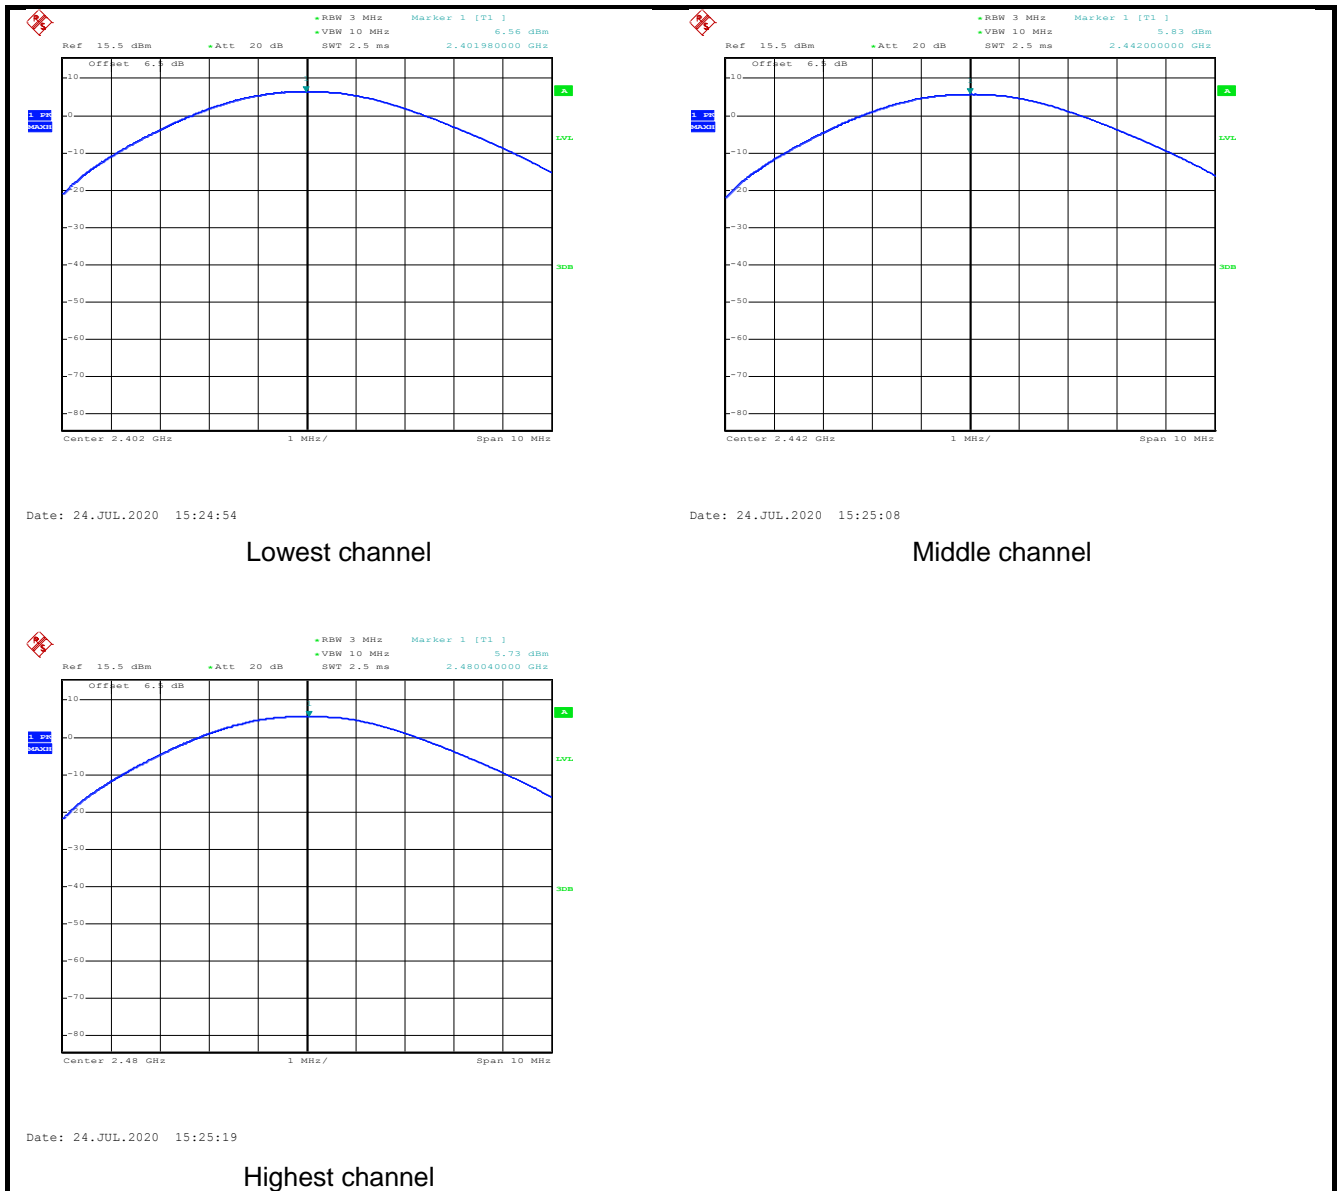 RBW 3 MHz Marker 1 [T1 ]
VBW 10 MHz 6.56 dBm
Ref 15.5 dBm Att 20 dB SWT 2.5 ms 2.401980000 GHz
Offset 6.5 dB
1
10
A
1 PK
MAXH
0
LVL
-10
-20
-30
-40
3DB
-50
-60
-70
-80
Center 2.402 GHz 1 MHz/ Span 10 MHz
Date: 24.JUL.2020 15:24:54
Lowest channel
RBW 3 MHz Marker 1 [T1 ]
VBW 10 MHz 5.83 dBm
Ref 15.5 dBm Att 20 dB SWT 2.5 ms 2.442000000 GHz
Offset 6.5 dB
10
A
1 PK
MAXH
0
LVL
-10
-20
-30
-40
3DB
-50
-60
-70
-80
Center 2.442 GHz 1 MHz/ Span 10 MHz
Date: 24.JUL.2020 15:25:08
Middle channel
RBW 3 MHz Marker 1 [T1 ]
VBW 10 MHz 5.73 dBm
Ref 15.5 dBm Att 20 dB SWT 2.5 ms 2.480040000 GHz
Offset 6.5 dB
1
10
A
1 PK
MAXH
0
LVL
-10
-20
-30
-40
3DB
-50
-60
-70
-80
Center 2.48 GHz 1 MHz/ Span 10 MHz
Date: 24.JUL.2020 15:25:19
Highest channel